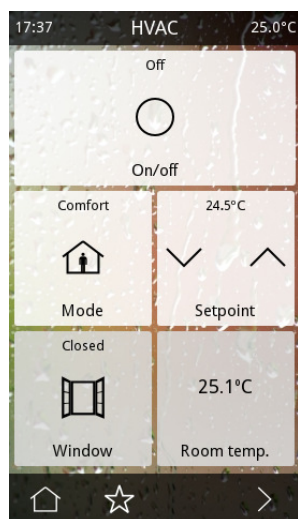 17:37 HVAC 25.0°C
Off
On/off
Comfort
Mode
24.5°C
Setpoint
Closed
Window
25.1°C
Room temp.